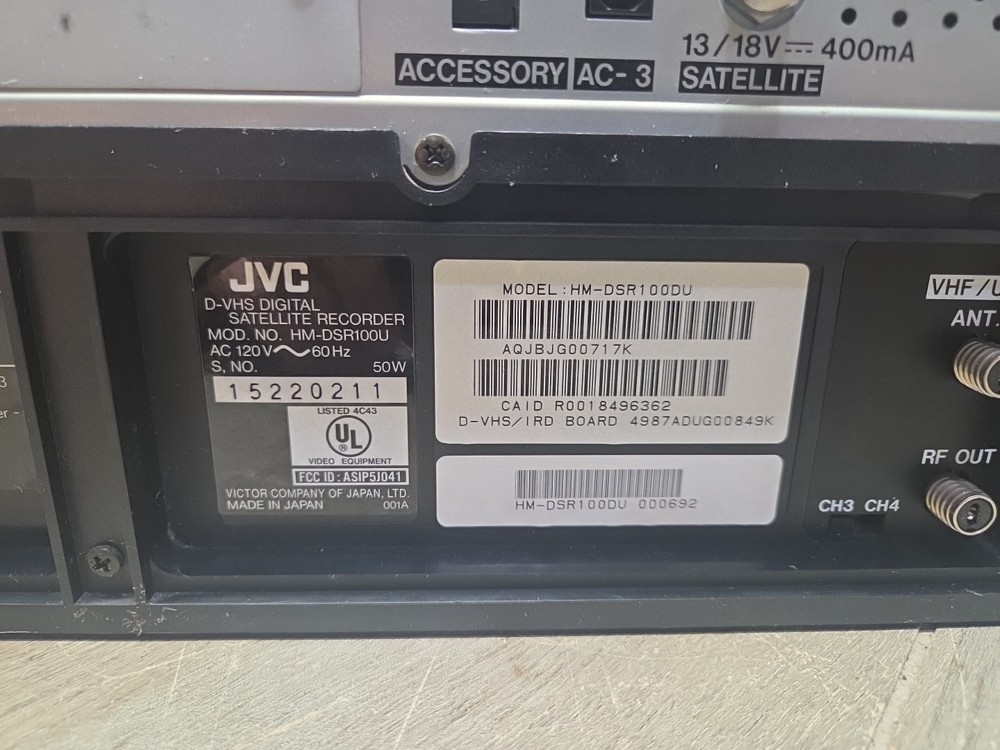 13/18V⎓400mA
ACCESSORY AC-3 SATELLITE
JVC
D-VHS DIGITAL
SATELLITE RECORDER
MOD. NO. HM-DSR100U
AC 120V～60Hz
S, NO. 50W
15220211
LISTED 4C43
UL
®
VIDEO EQUIPMENT
FCC ID: ASIP5J041
VICTOR COMPANY OF JAPAN, LTD.
MADE IN JAPAN 001A
MODEL:HM-DSR100DU
AQJBJG00717K
CAID R0018496362
D-VHS/IRD BOARD 4987ADUG00849K
HM-DSR100DU 000692
VHF/U
ANT.
RF OUT
CH3 CH4